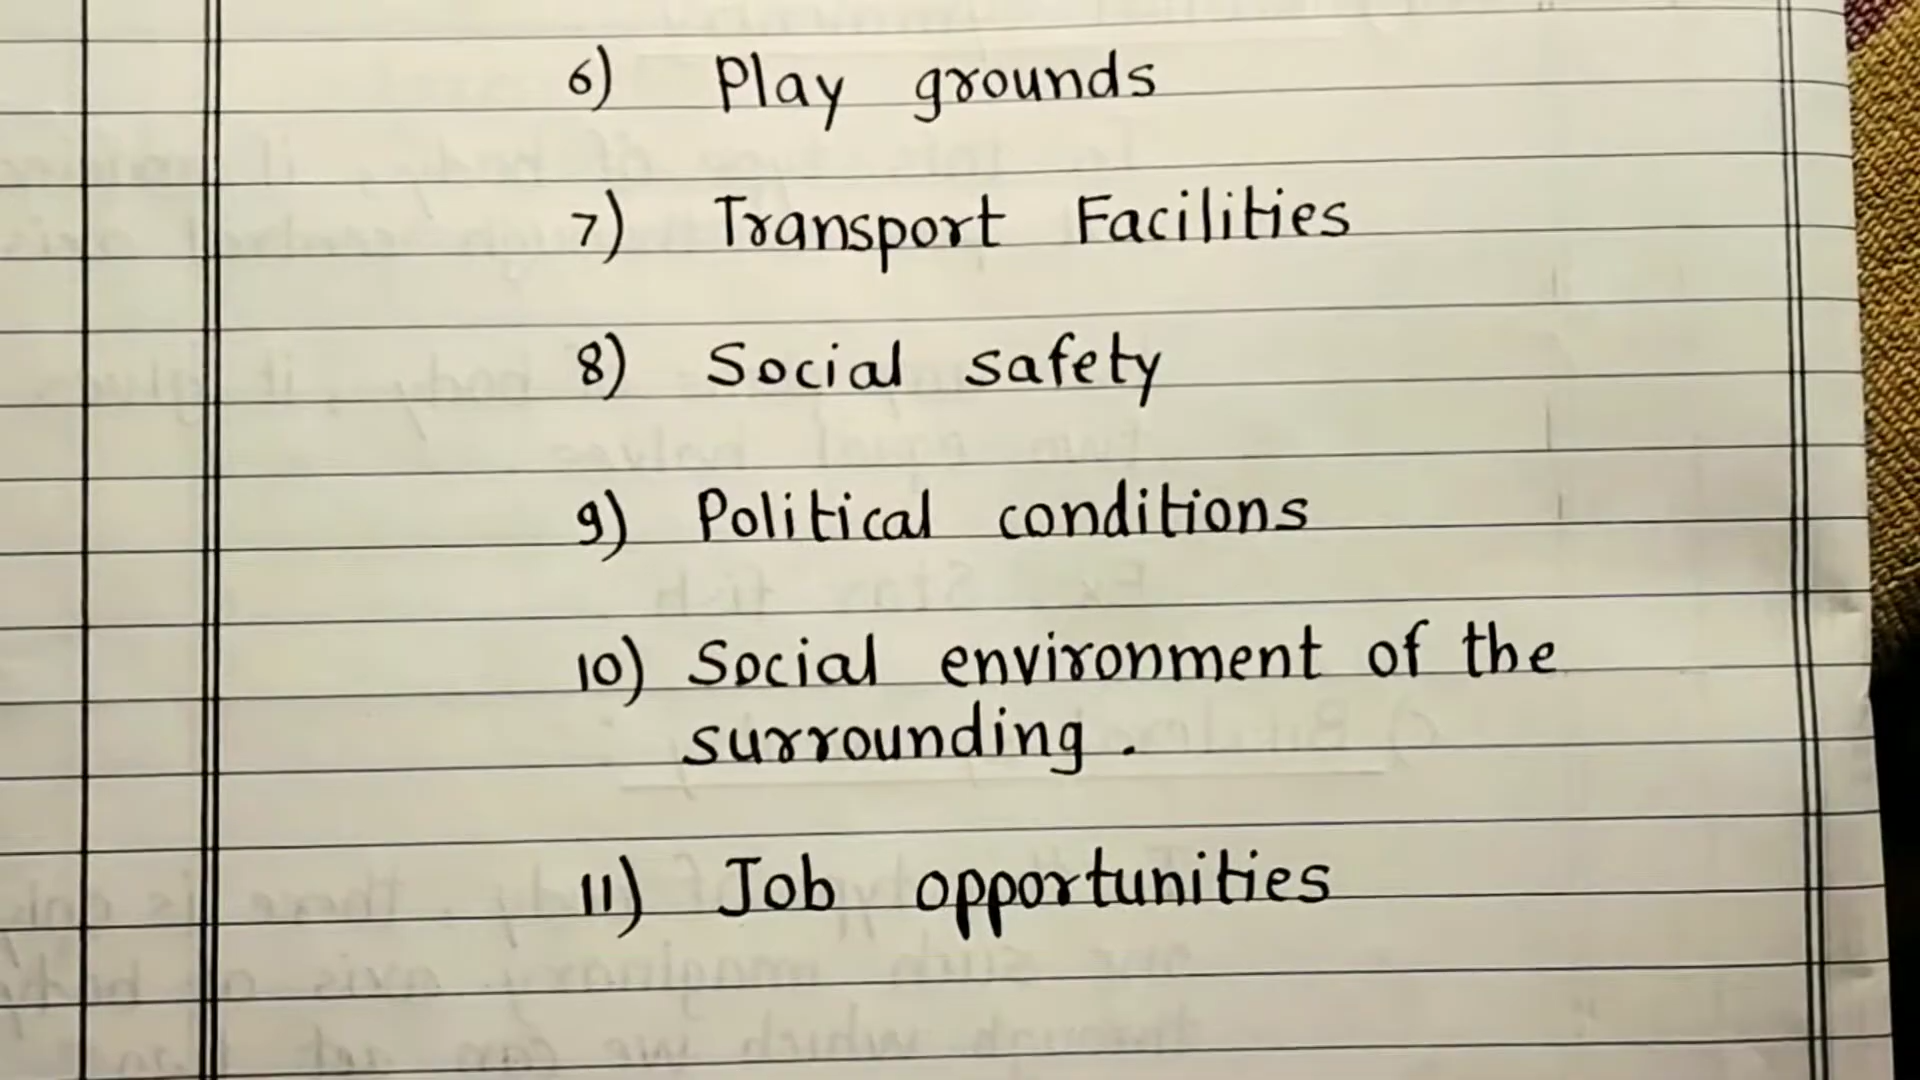 6) Play grounds
7) Transport Facilities
8) Social safety
9) Political conditions
10) Social environment of the
surrounding.
11) Job opportunities